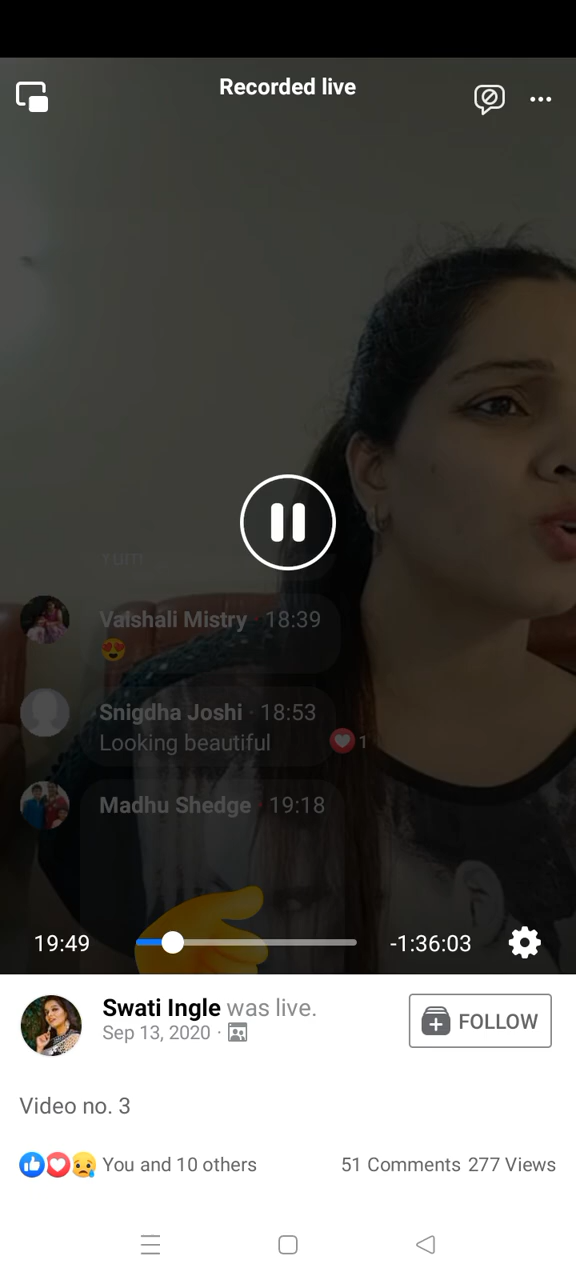 Recorded live
Yum
Vaishali Mistry · 18:39
😍
Snigdha Joshi · 18:53
Looking beautiful
1
Madhu Shedge · 19:18
19:49
-1:36:03
Swati Ingle was live.
Sep 13, 2020 ·
FOLLOW
Video no. 3
You and 10 others
51 Comments 277 Views